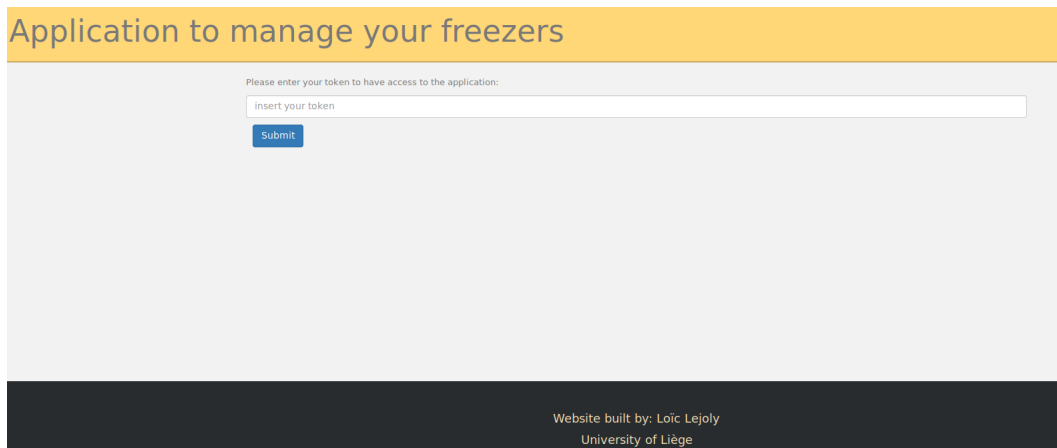 Application to manage your freezers
Please enter your token to have access to the application:
insert your token
Submit
Website built by: Loïc Lejoly
University of Liège